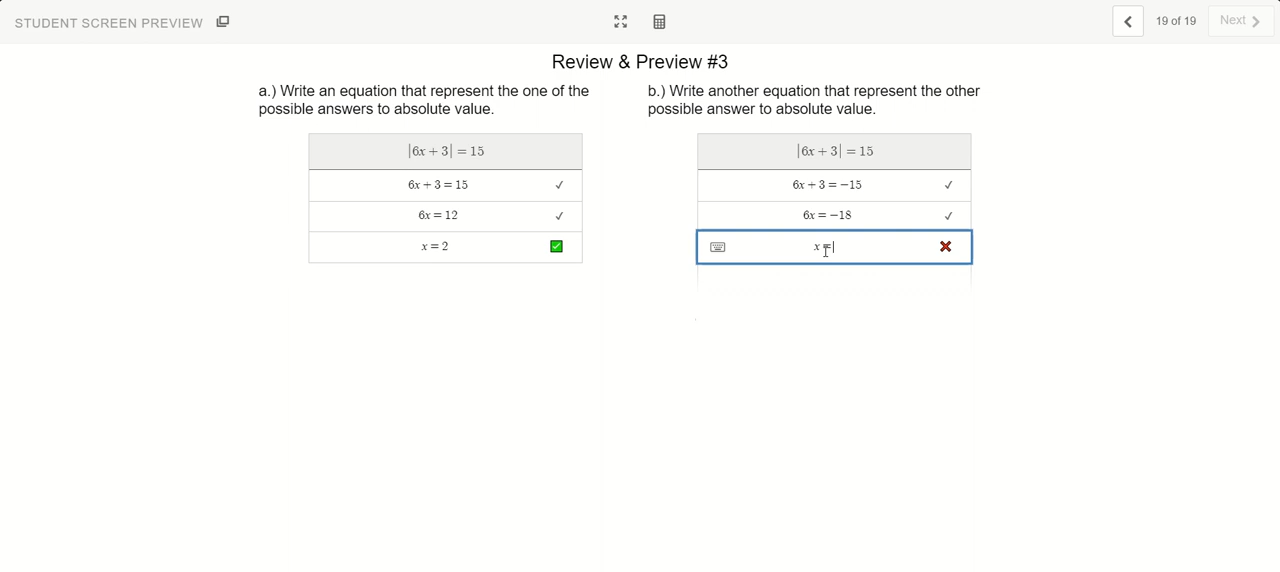 STUDENT SCREEN PREVIEW
19 of 19
Next
Review & Preview #3
a.) Write an equation that represent the one of the
possible answers to absolute value.
|6x + 3| = 15
6x + 3 = 15
6x = 12
x = 2
b.) Write another equation that represent the other
possible answer to absolute value.
|6x + 3| = 15
6x + 3 = −15
6x = −18
x =